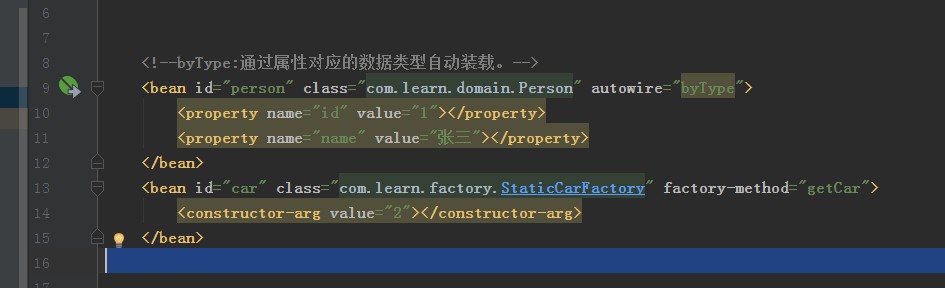 6
7
8 <!--byType:通过属性对应的数据类型自动装载。-->
9 <bean id="person" class="com.learn.domain.Person" autowire="byType">
10 <property name="id" value="1"></property>
11 <property name="name" value="张三"></property>
12 </bean>
13 <bean id="car" class="com.learn.factory.StaticCarFactory" factory-method="getCar">
14 <constructor-arg value="2"></constructor-arg>
15 </bean>
16
17